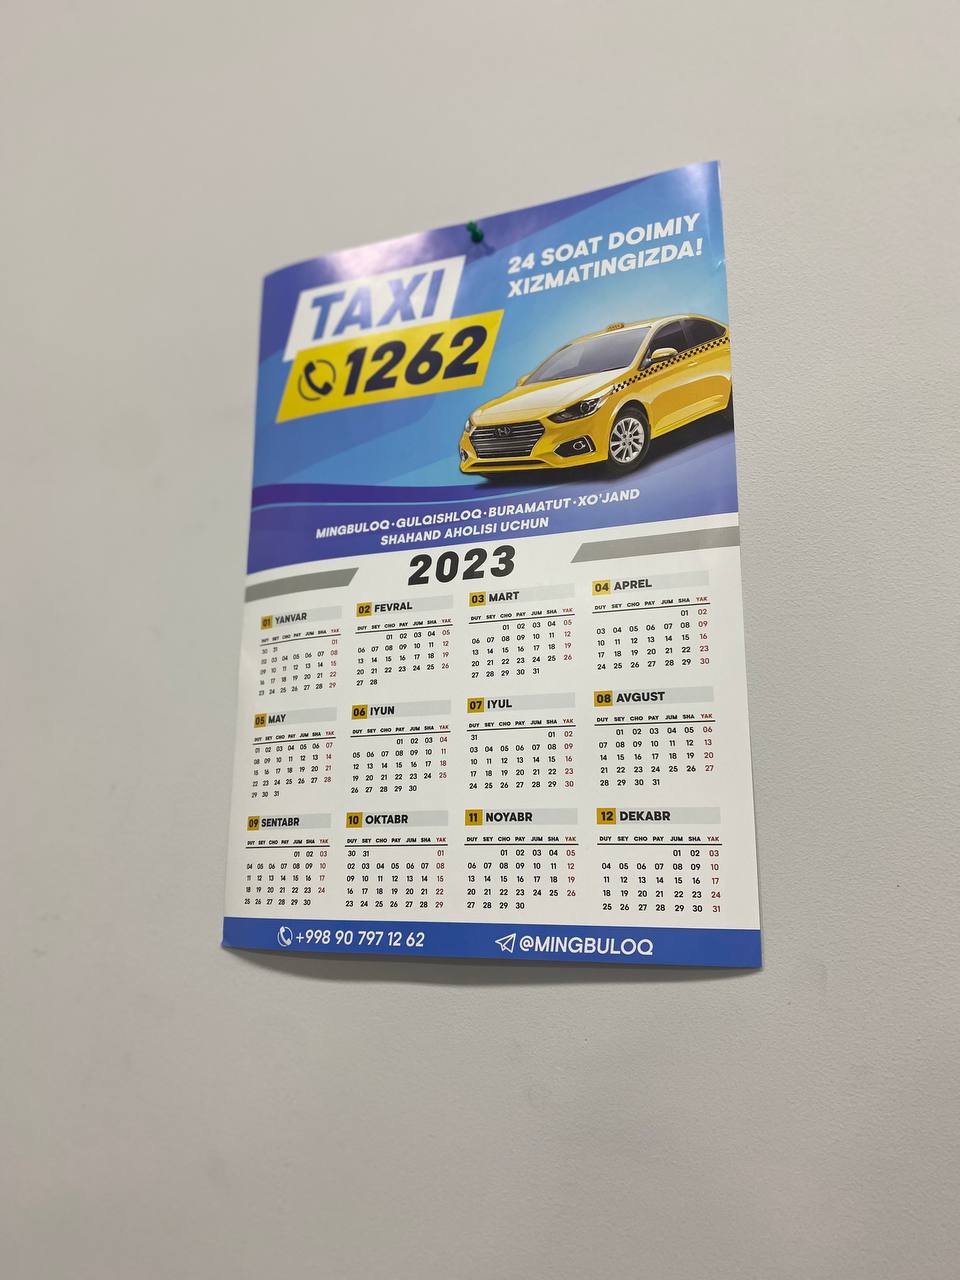 24 SOAT DOIMIY
XIZMATINGIZDA!
TAXI
1262
MINGBULOQ·GULQISHLOQ·BURAMATUT·XO'JAND
SHAHAND AHOLISI UCHUN
2023
01 YANVAR
DUY SEY CHO PAY JUM SHA YAK
30 31 01
02 03 04 05 06 07 08
09 10 11 12 13 14 15
16 17 18 19 20 21 22
23 24 25 26 27 28 29
02 FEVRAL
DUY SEY CHO PAY JUM SHA YAK
01 02 03 04 05
06 07 08 09 10 11 12
13 14 15 16 17 18 19
20 21 22 23 24 25 26
27 28
03 MART
DUY SEY CHO PAY JUM SHA YAK
01 02 03 04 05
06 07 08 09 10 11 12
13 14 15 16 17 18 19
20 21 22 23 24 25 26
27 28 29 30 31
04 APREL
DUY SEY CHO PAY JUM SHA YAK
01 02
03 04 05 06 07 08 09
10 11 12 13 14 15 16
17 18 19 20 21 22 23
24 25 26 27 28 29 30
05 MAY
DUY SEY CHO PAY JUM SHA YAK
01 02 03 04 05 06 07
08 09 10 11 12 13 14
15 16 17 18 19 20 21
22 23 24 25 26 27 28
29 30 31
06 IYUN
DUY SEY CHO PAY JUM SHA YAK
01 02 03 04
05 06 07 08 09 10 11
12 13 14 15 16 17 18
19 20 21 22 23 24 25
26 27 28 29 30
07 IYUL
DUY SEY CHO PAY JUM SHA YAK
31 01 02
03 04 05 06 07 08 09
10 11 12 13 14 15 16
17 18 19 20 21 22 23
24 25 26 27 28 29 30
08 AVGUST
DUY SEY CHO PAY JUM SHA YAK
01 02 03 04 05 06
07 08 09 10 11 12 13
14 15 16 17 18 19 20
21 22 23 24 25 26 27
28 29 30 31
09 SENTABR
DUY SEY CHO PAY JUM SHA YAK
01 02 03
04 05 06 07 08 09 10
11 12 13 14 15 16 17
18 19 20 21 22 23 24
25 26 27 28 29 30
10 OKTABR
DUY SEY CHO PAY JUM SHA YAK
30 31 01
02 03 04 05 06 07 08
09 10 11 12 13 14 15
16 17 18 19 20 21 22
23 24 25 26 27 28 29
11 NOYABR
DUY SEY CHO PAY JUM SHA YAK
01 02 03 04 05
06 07 08 09 10 11 12
13 14 15 16 17 18 19
20 21 22 23 24 25 26
27 28 29 30
12 DEKABR
DUY SEY CHO PAY JUM SHA YAK
01 02 03
04 05 06 07 08 09 10
11 12 13 14 15 16 17
18 19 20 21 22 23 24
25 26 27 28 29 30 31
+998 90 797 12 62
@MINGBULOQ